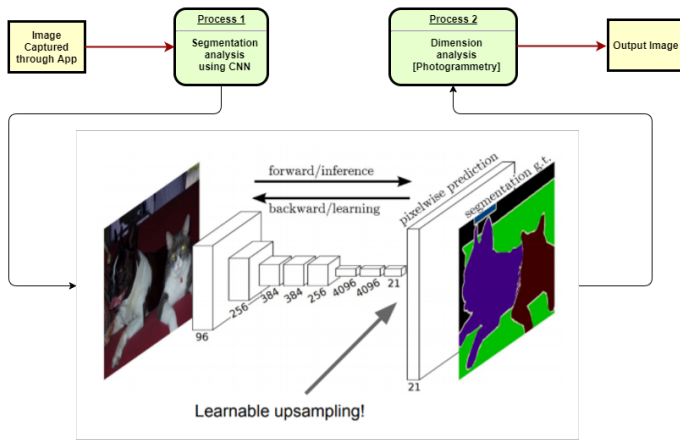 Image
Captured
through App
Process 1
Segmentation
analysis
using CNN
Process 2
Dimension
analysis
[Photogrammetry]
Output Image
forward/inference
backward/learning
pixelwise prediction
segmentation g.t.
96
256
384
384
256
4096
4096
21
21
Learnable upsampling!